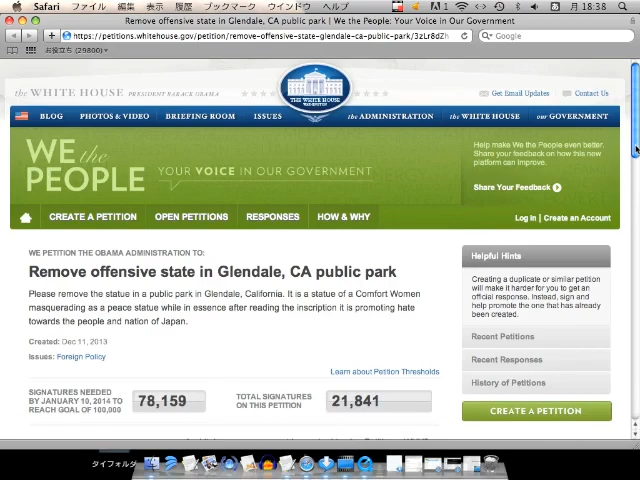 Safari ファイル 編集 表示 履歴 ブックマーク ウインドウ ヘルプ 月 18:38
Remove offensive state in Glendale, CA public park | We the People: Your Voice in Our Government
https://petitions.whitehouse.gov/petition/remove-offensive-state-glendale-ca-public-park/3zLr8dZh
Google
お役立ち (29800)
the WHITE HOUSE PRESIDENT BARACK OBAMA
Get Email Updates Contact Us
BLOG PHOTOS & VIDEO BRIEFING ROOM ISSUES the ADMINISTRATION the WHITE HOUSE our GOVERNMENT
WE the PEOPLE
YOUR VOICE IN OUR GOVERNMENT
Help make We the People even better.
Share your feedback on how this new
platform can improve.
Share Your Feedback
CREATE A PETITION OPEN PETITIONS RESPONSES HOW & WHY Log In | Create an Account
WE PETITION THE OBAMA ADMINISTRATION TO:
Remove offensive state in Glendale, CA public park
Please remove the statue in a public park in Glendale, California. It is a statue of a Comfort Women
masquerading as a peace statue while in essence after reading the inscription it is promoting hate
towards the people and nation of Japan.
Created: Dec 11, 2013
Issues: Foreign Policy
Learn about Petition Thresholds
SIGNATURES NEEDED
BY JANUARY 10, 2014 TO
REACH GOAL OF 100,000
78,159
TOTAL SIGNATURES
ON THIS PETITION
21,841
Helpful Hints
Creating a duplicate or similar petition
will make it harder for you to get an
official response. Instead, sign and
help promote the one that has already
been created.
Recent Petitions
Recent Responses
History of Petitions
CREATE A PETITION